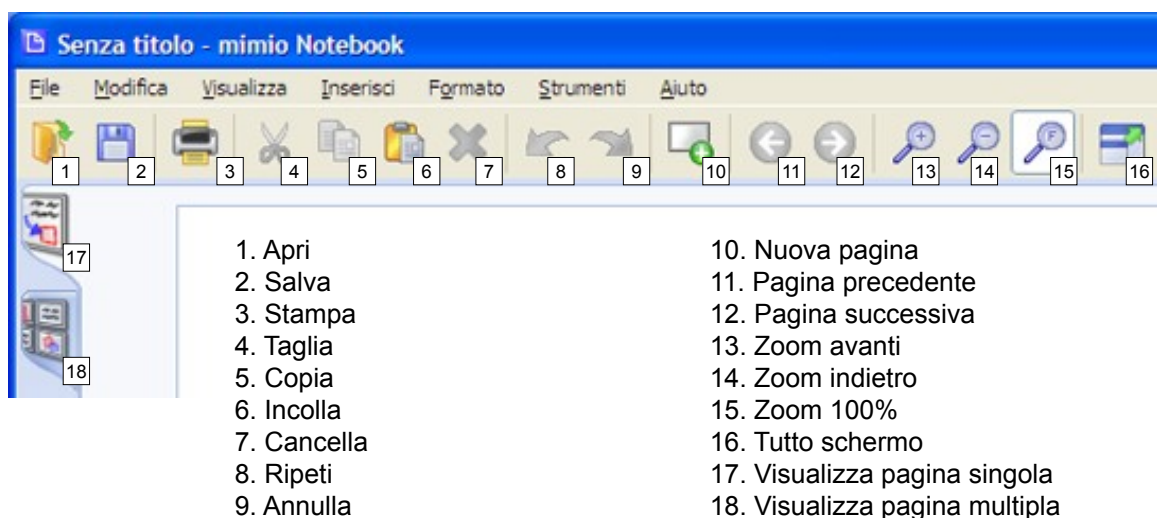 Senza titolo - mimio Notebook
File Modifica Visualizza Inserisci Formato Strumenti Aiuto
F
1 2 3 4 5 6 7 8 9 10 11 12 13 14 15 16
17
18
1. Apri
2. Salva
3. Stampa
4. Taglia
5. Copia
6. Incolla
7. Cancella
8. Ripeti
9. Annulla
10. Nuova pagina
11. Pagina precedente
12. Pagina successiva
13. Zoom avanti
14. Zoom indietro
15. Zoom 100%
16. Tutto schermo
17. Visualizza pagina singola
18. Visualizza pagina multipla